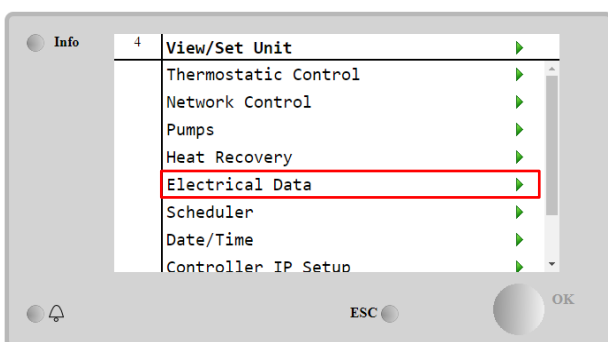 Info
4 View/Set Unit
Thermostatic Control
Network Control
Pumps
Heat Recovery
Electrical Data
Scheduler
Date/Time
Controller IP Setup
ESC
OK